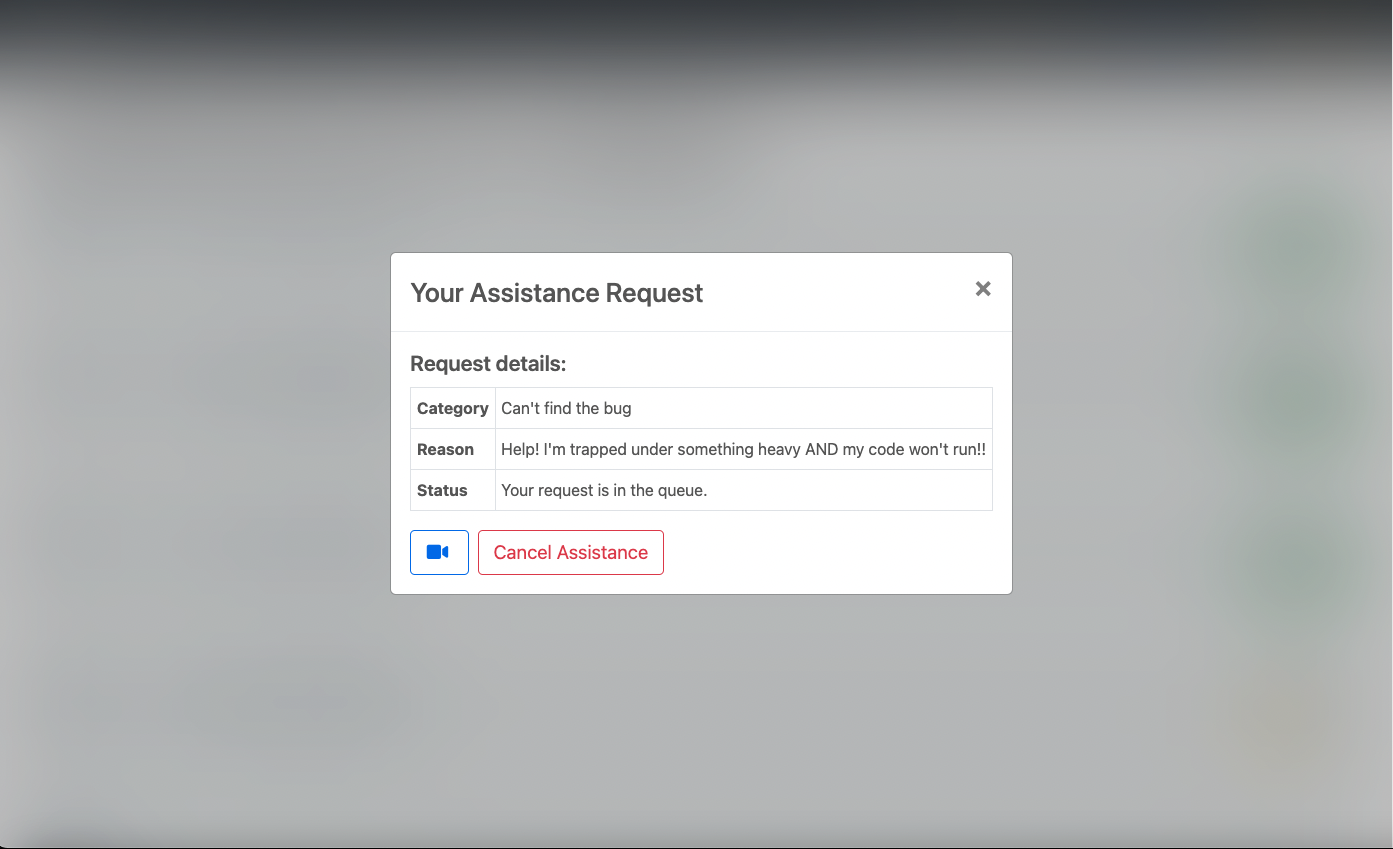 Your Assistance Request
Request details:
Category Can't find the bug
Reason Help! I'm trapped under something heavy AND my code won't run!!
Status Your request is in the queue.
Cancel Assistance